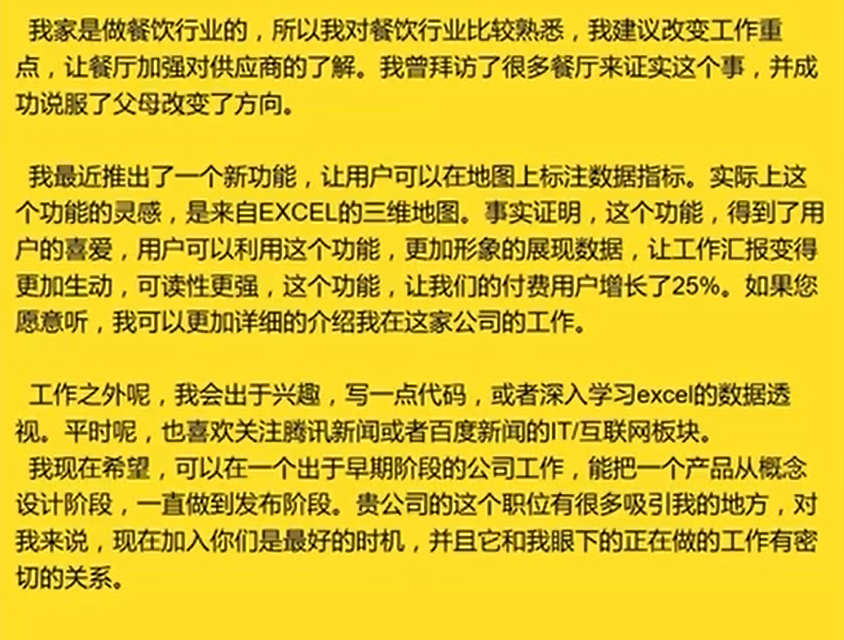 我家是做餐饮行业的，所以我对餐饮行业比较熟悉，我建议改变工作重
点，让餐厅加强对供应商的了解。我曾拜访了很多餐厅来证实这个事，并成
功说服了父母改变了方向。
我最近推出了一个新功能，让用户可以在地图上标注数据指标。实际上这
个功能的灵感，是来自EXCEL的三维地图。事实证明，这个功能，得到了用
户的喜爱，用户可以利用这个功能，更加形象的展现数据，让工作汇报变得
更加生动，可读性更强，这个功能，让我们的付费用户增长了25%。如果您
愿意听，我可以更加详细的介绍我在这家公司的工作。
工作之外呢，我会出于兴趣，写一点代码，或者深入学习excel的数据透
视。平时呢，也喜欢关注腾讯新闻或者百度新闻的IT/互联网板块。
我现在希望，可以在一个出于早期阶段的公司工作，能把一个产品从概念
设计阶段，一直做到发布阶段。贵公司的这个职位有很多吸引我的地方，对
我来说，现在加入你们是最好的时机，并且它和我眼下的正在做的工作有密
切的关系。